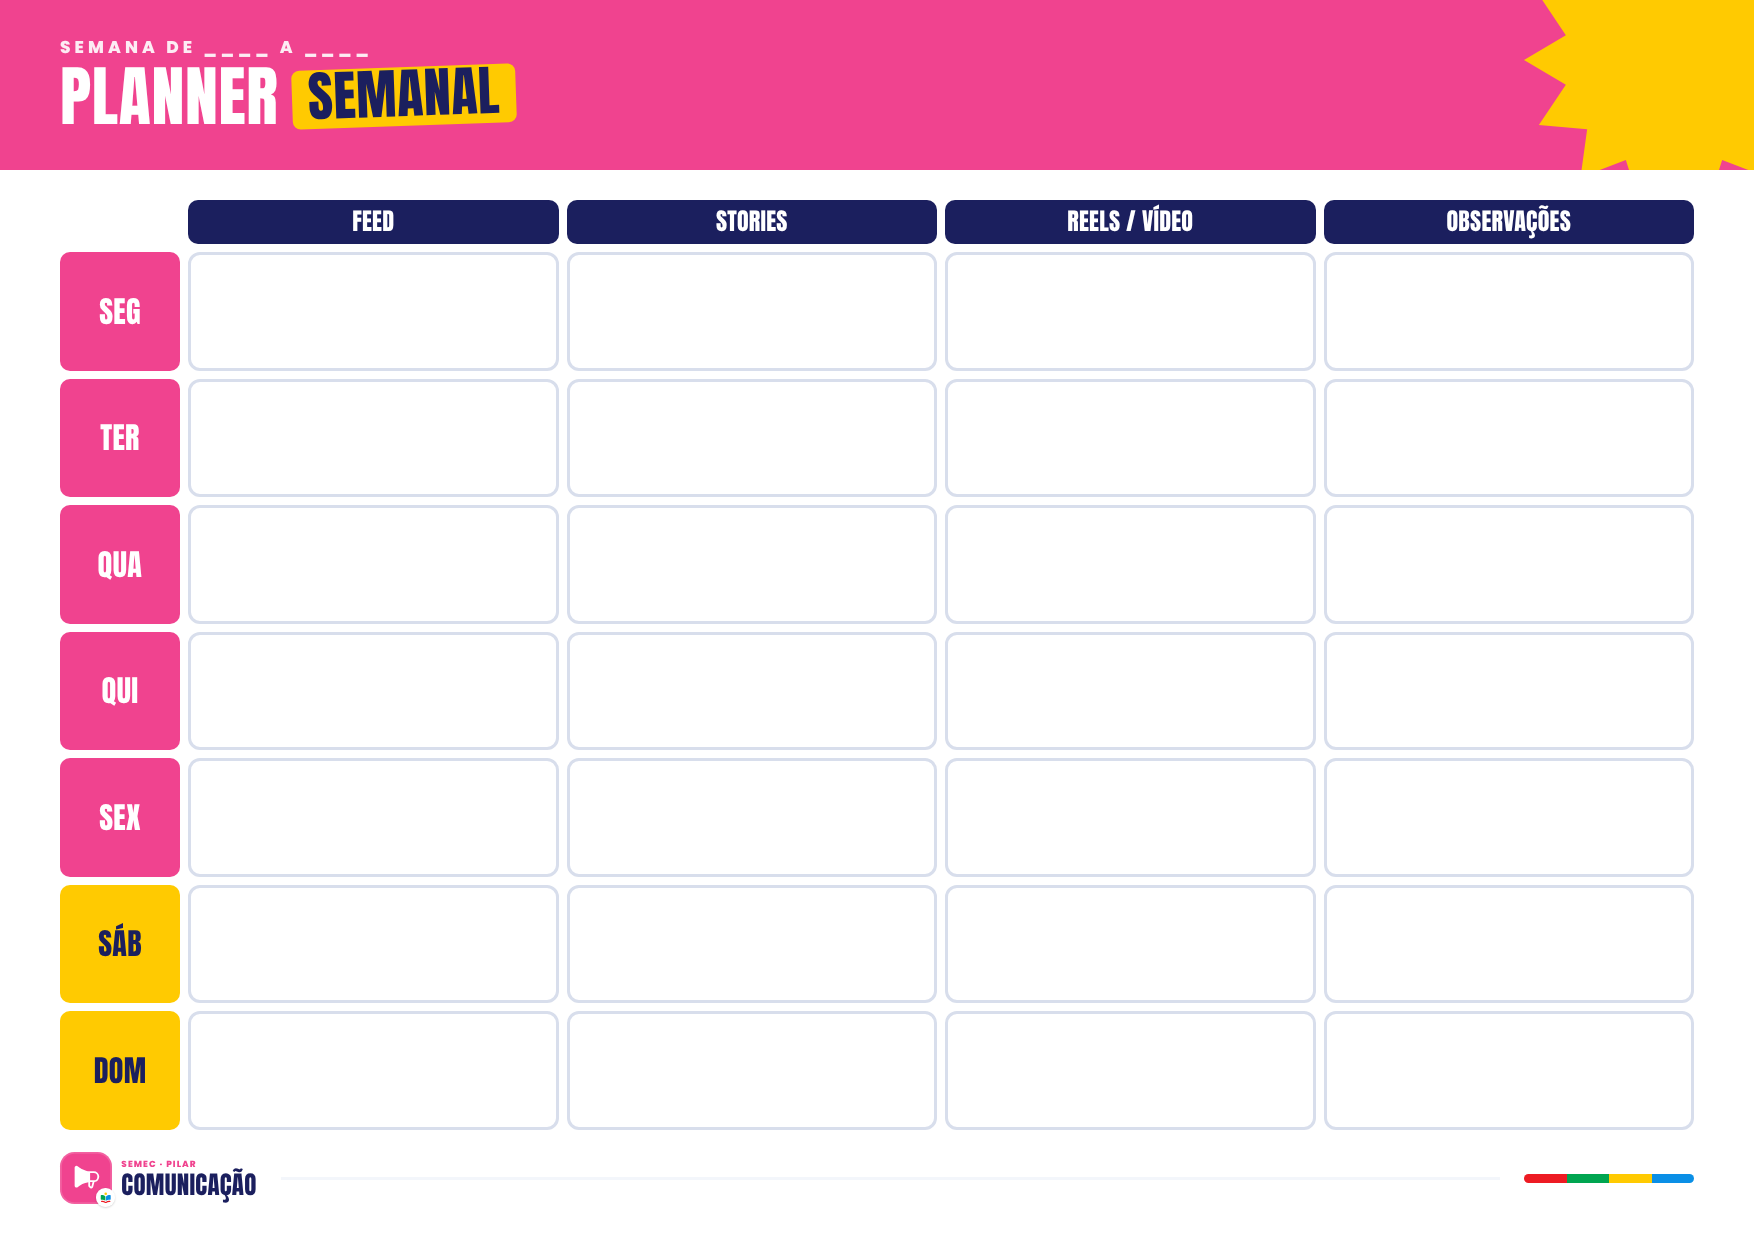 SEMANA DE ____ A ____
PLANNER SEMANAL
FEED STORIES REELS / VÍDEO OBSERVAÇÕES
SEG
TER
QUA
QUI
SEX
SÁB
DOM
SEMEC · PILAR
COMUNICAÇÃO